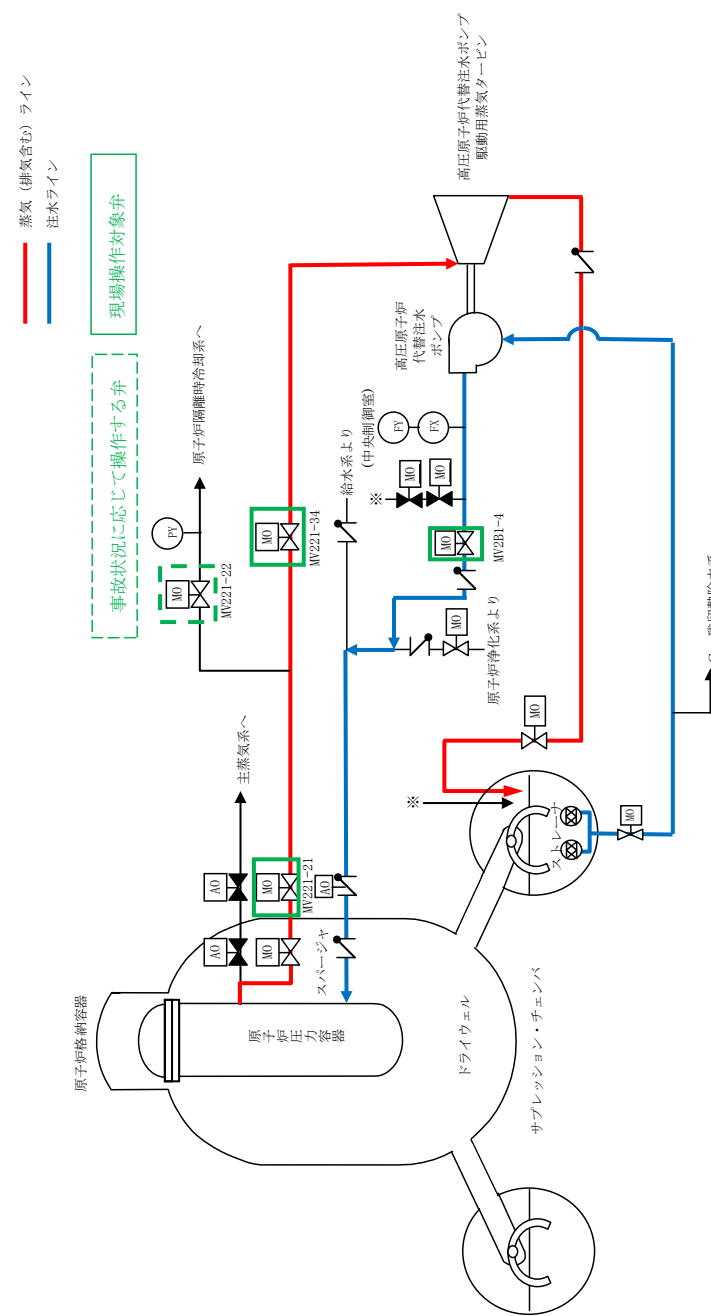 蒸気（排気含む）ライン
注水ライン
現場操作対象弁
事故状況に応じて操作する弁
高圧原子炉代替注水ポンプ
駆動用蒸気タービン
原子炉隔離時冷却系へ
PY
MO
MV221-22
MO
MV221-34
給水系より
(中央制御室)
FY
FX
高圧原子炉
代替注水
ポンプ
※
MO
MO
MO
MV2B1-4
主蒸気系へ
AO
AO
MO
MO
MV221-21
AO
スパージャ
MO
原子炉浄化系より
MO
※
ストレーナ
MO
原子炉格納容器
原子炉圧力容器
ドライウェル
サプレッション・チェンバ